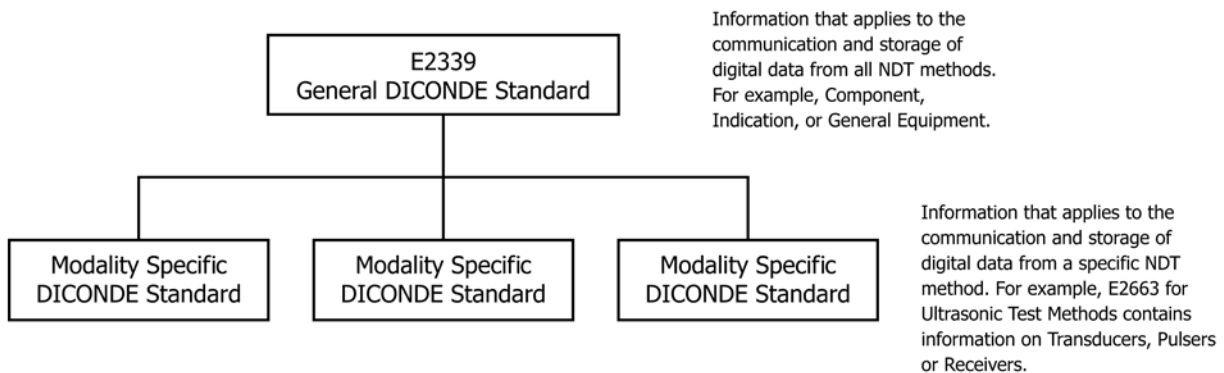 E2339
General DICONDE Standard
Information that applies to the
communication and storage of
digital data from all NDT methods.
For example, Component,
Indication, or General Equipment.
Modality Specific
DICONDE Standard
Modality Specific
DICONDE Standard
Modality Specific
DICONDE Standard
Information that applies to the
communication and storage of
digital data from a specific NDT
method. For example, E2663 for
Ultrasonic Test Methods contains
information on Transducers, Pulsers
or Receivers.